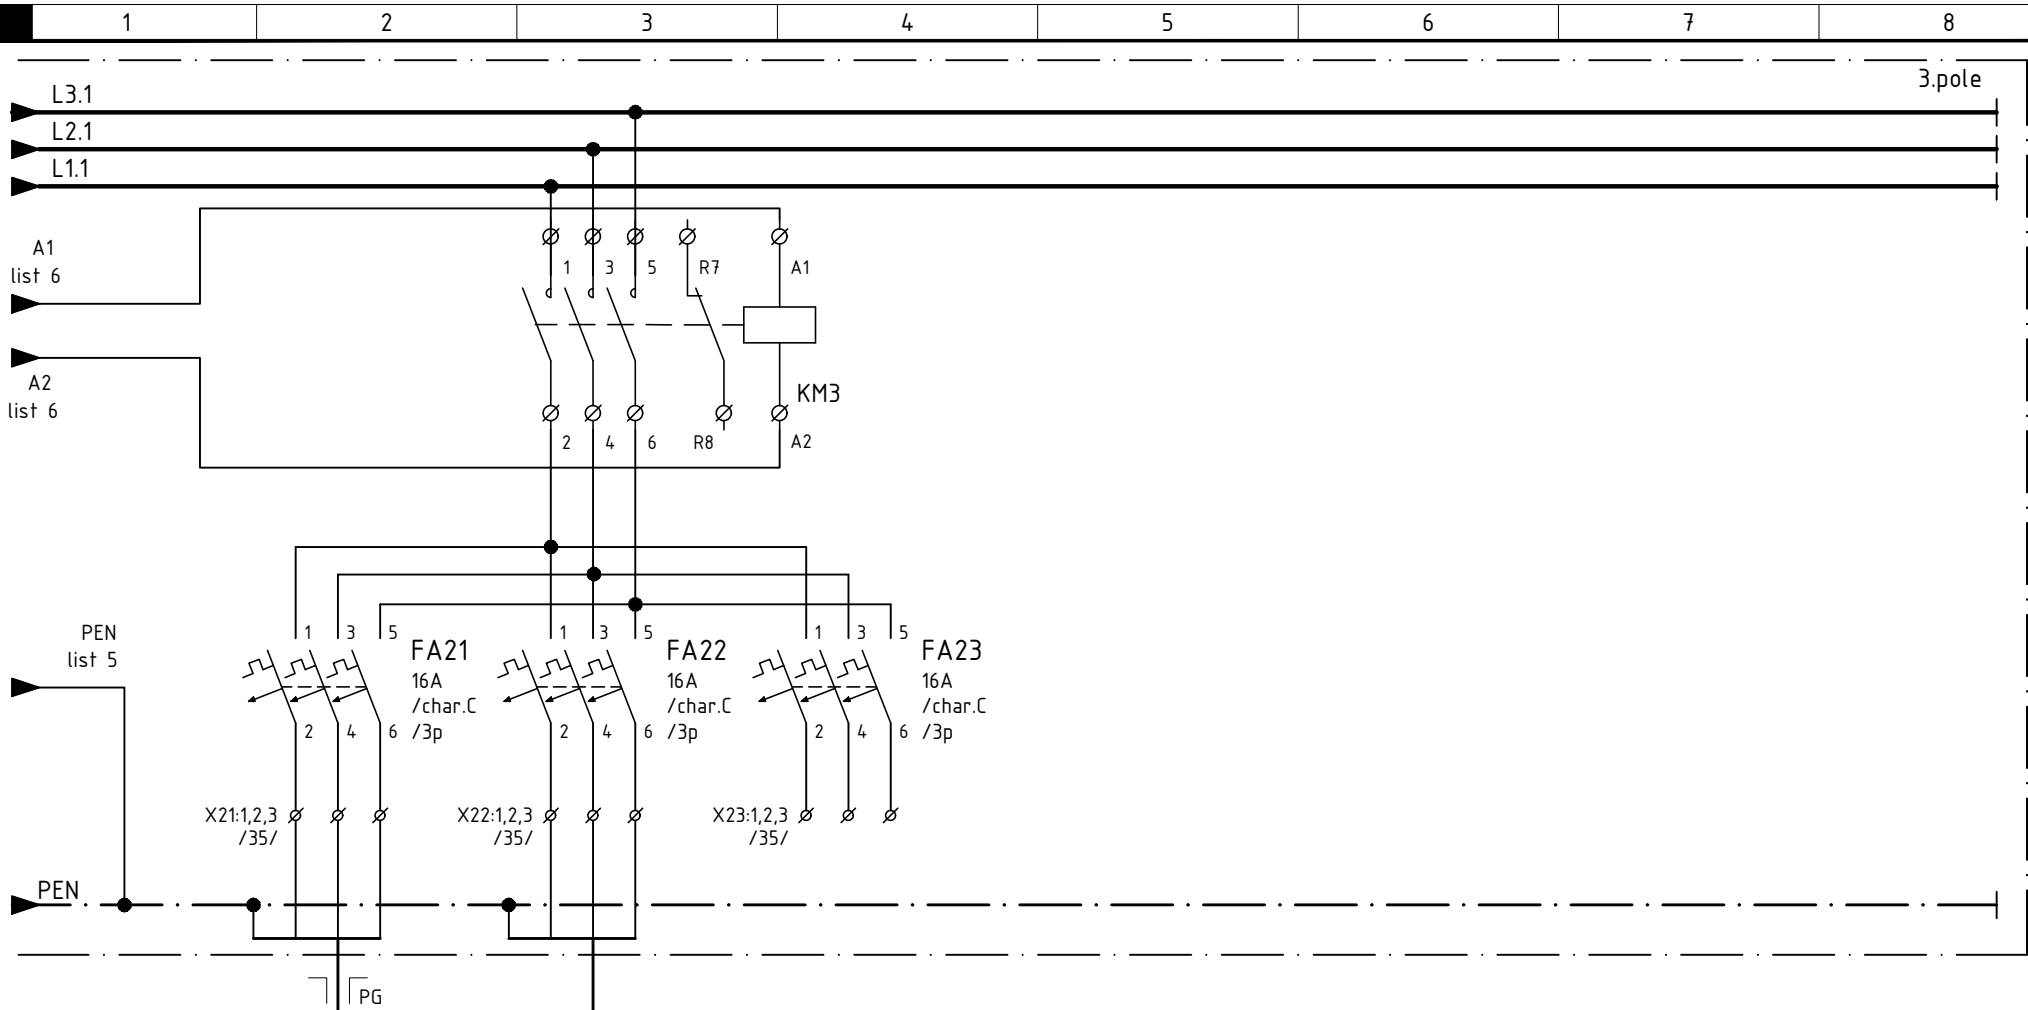 1 2 3 4 5 6 7 8
3.pole
L3.1
L2.1
L1.1
A1
list 6
1 3 5 R7 A1
A2
list 6
KM3
2 4 6 R8 A2
PEN
list 5
1 3 5
FA21
16A
/char.C
2 4 6 /3p
1 3 5
FA22
16A
/char.C
2 4 6 /3p
1 3 5
FA23
16A
/char.C
2 4 6 /3p
X21:1,2,3
/35/
X22:1,2,3
/35/
X23:1,2,3
/35/
PEN
PG